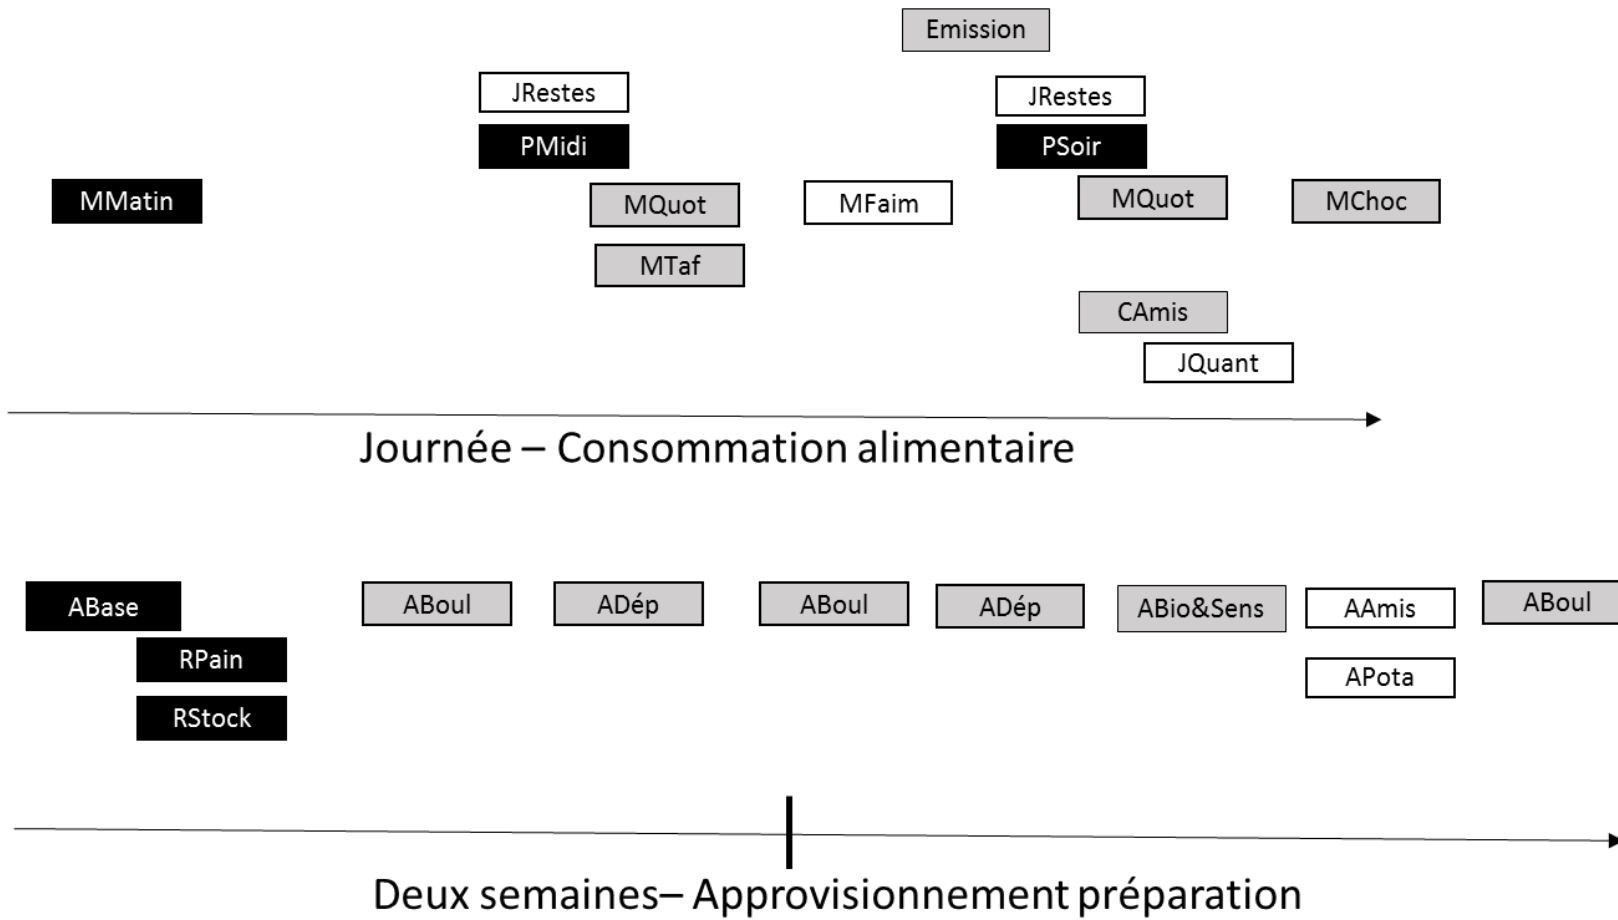 Emission
JRestes
JRestes
PMidi
PSoir
MMatin
MQuot
MFaim
MQuot
MChoc
MTaf
CAmis
JQuant
Journée – Consommation alimentaire
ABase
ABoul
ADép
ABoul
ADép
ABio&Sens
AAmis
ABoul
RPain
APota
RStock
Deux semaines– Approvisionnement préparation